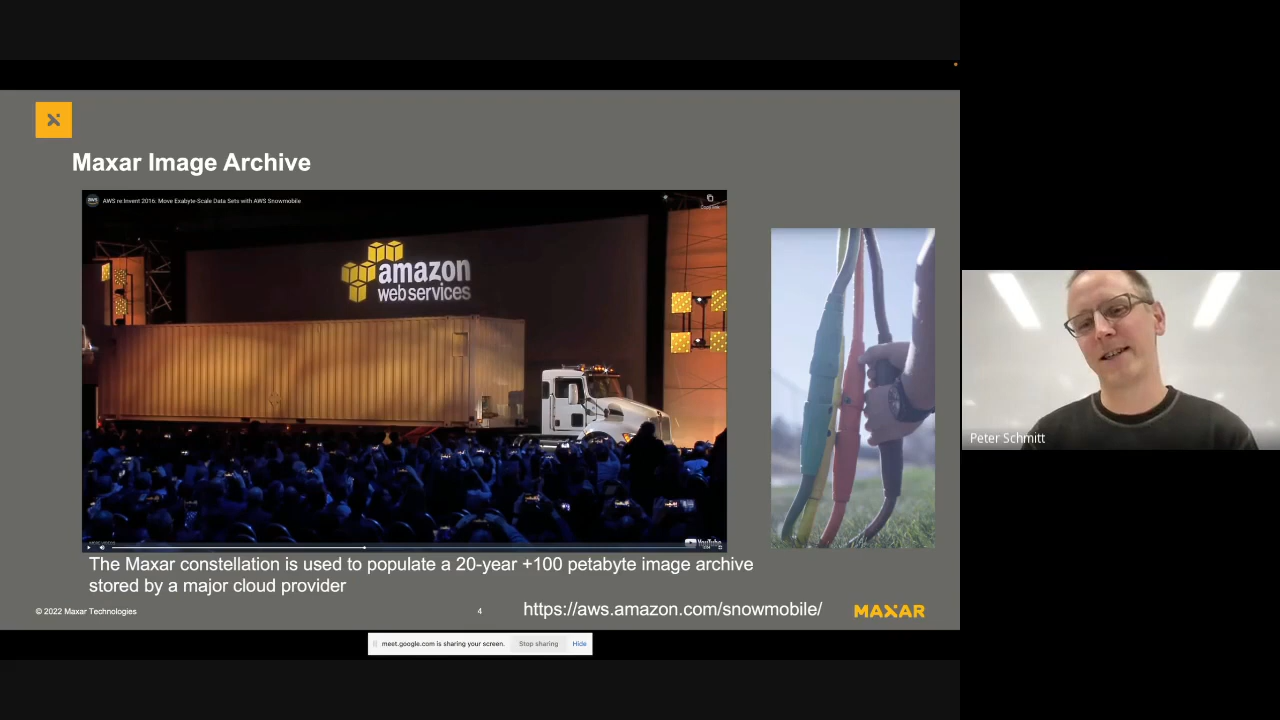 Maxar Image Archive
aws
AWS re:Invent 2016: Move Exabyte-Scale Data Sets with AWS Snowmobile
amazon
webservices
YouTube
The Maxar constellation is used to populate a 20-year +100 petabyte image archive
stored by a major cloud provider
© 2022 Maxar Technologies
4
https://aws.amazon.com/snowmobile/
MAXAR
meet.google.com is sharing your screen.
Stop sharing
Hide
Peter Schmitt